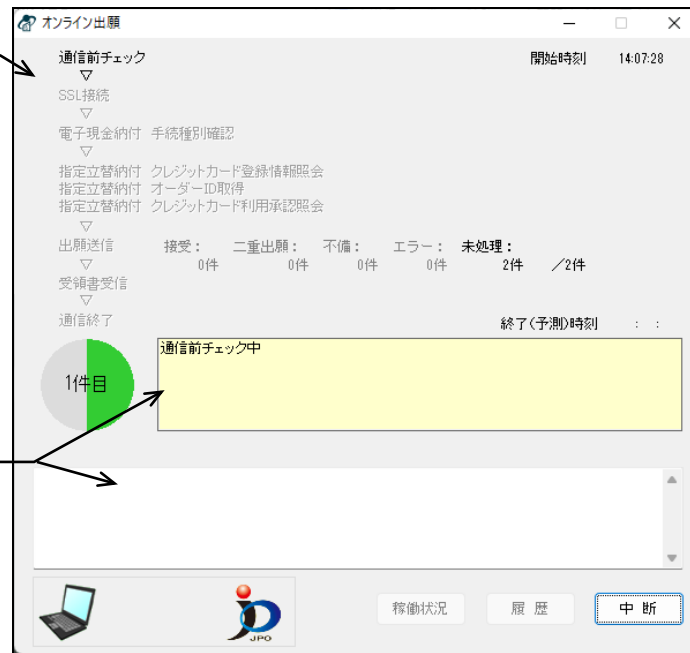 オンライン出願
通信前チェック 開始時刻 14:07:28
▽
SSL接続
▽
電子現金納付 手続種別確認
▽
指定立替納付 クレジットカード登録情報照会
指定立替納付 オーダーID取得
指定立替納付 クレジットカード利用承認照会
▽
出願送信 接受： 二重出願： 不備： エラー： 未処理：
▽ 0件 0件 0件 0件 2件 ／2件
受領書受信
▽
通信終了 終了(予測)時刻 : :
通信前チェック中
1件目
JPO
稼働状況 履 歴 中 断